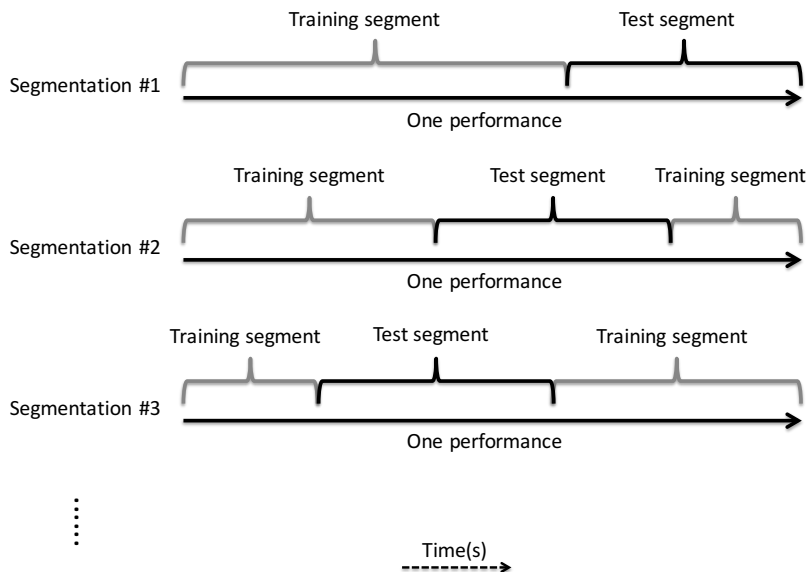 Training segment Test segment
Segmentation #1
One performance
Training segment Test segment Training segment
Segmentation #2
One performance
Training segment Test segment Training segment
Segmentation #3
One performance
Time(s)